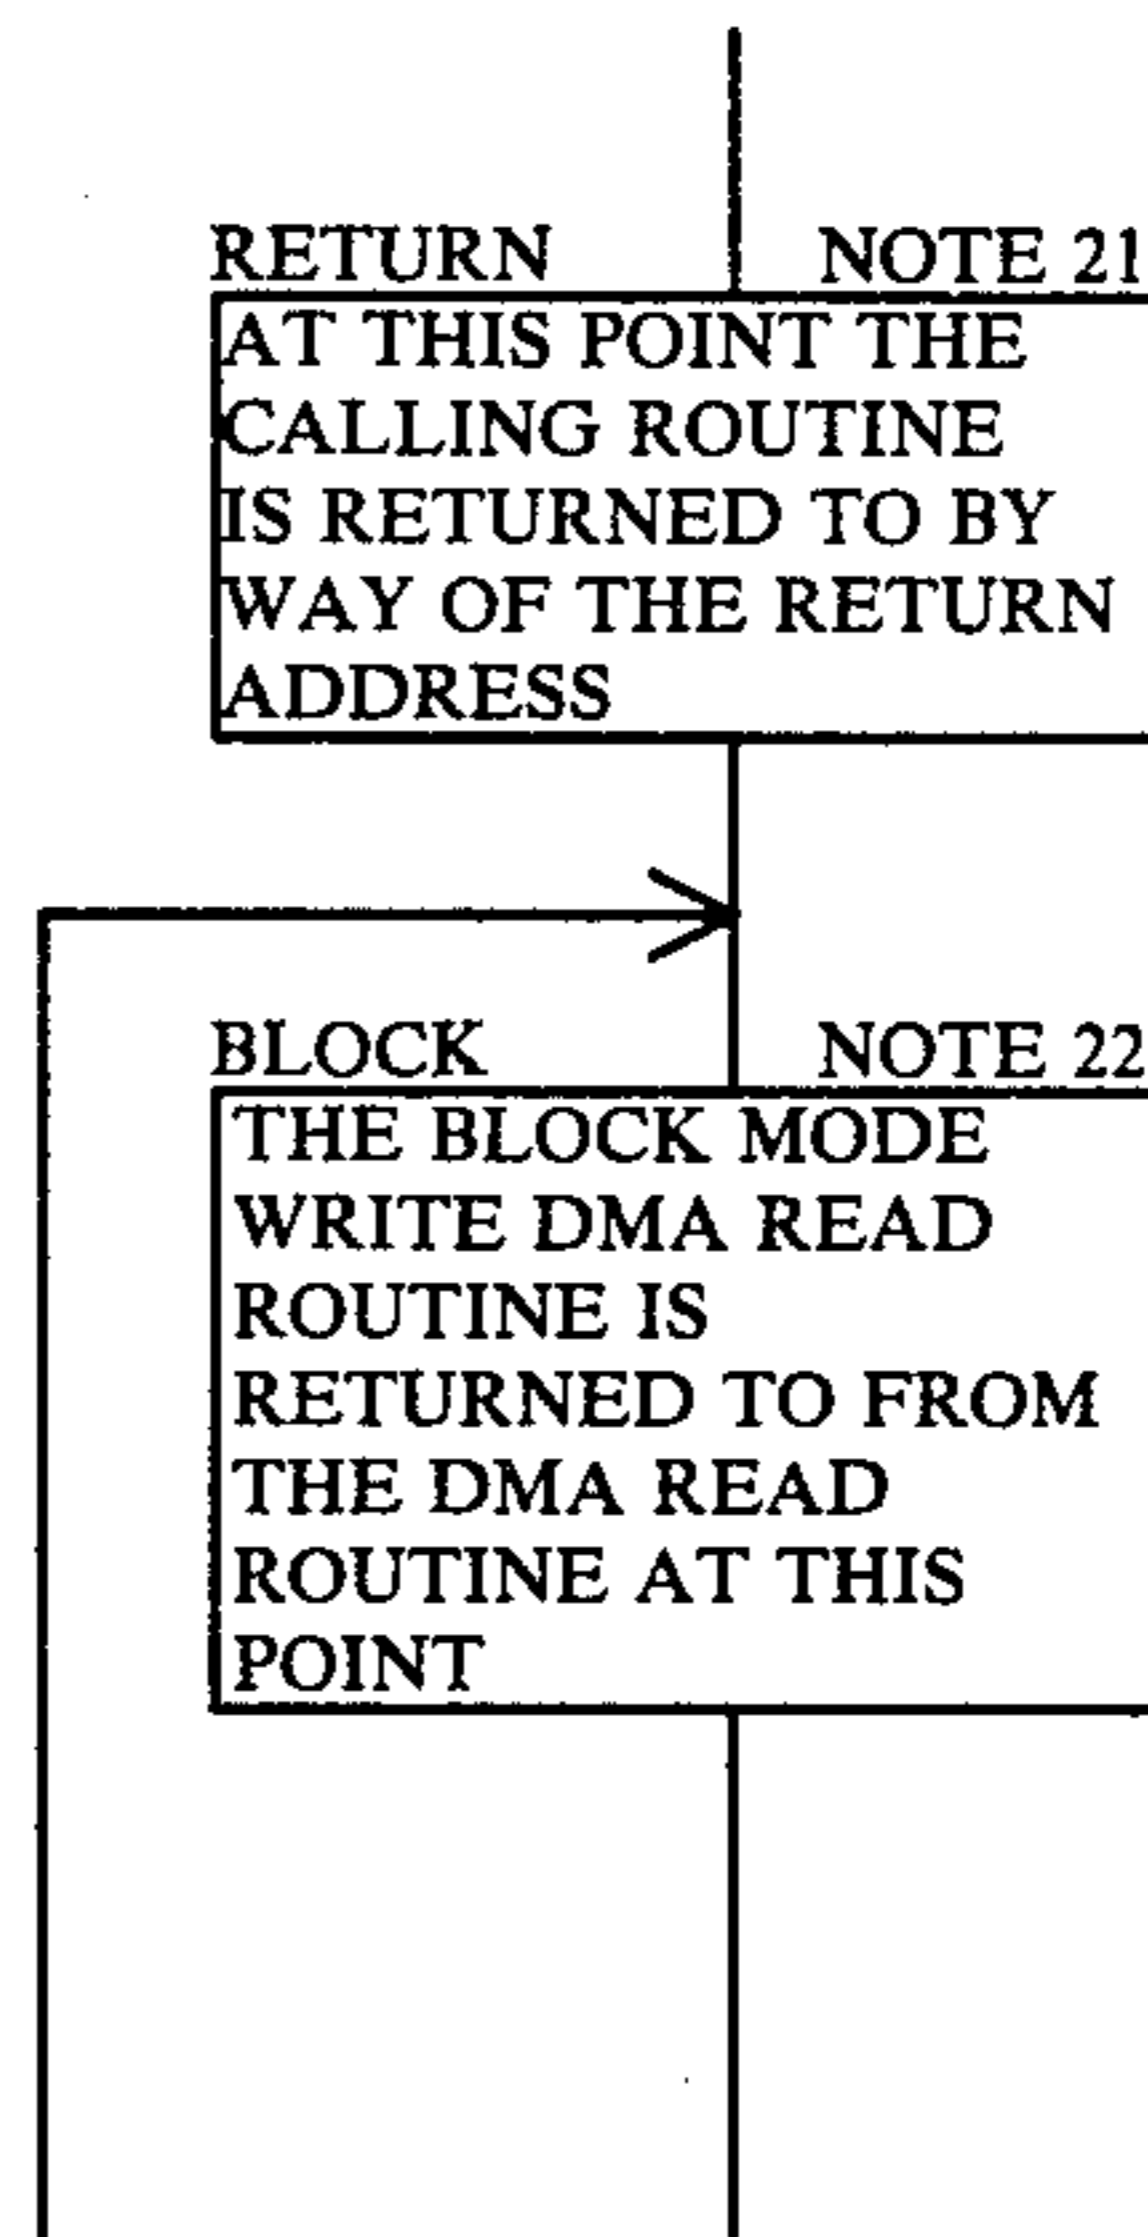 RETURN NOTE 21
AT THIS POINT THE
CALLING ROUTINE
IS RETURNED TO BY
WAY OF THE RETURN
ADDRESS
BLOCK NOTE 22
THE BLOCK MODE
WRITE DMA READ
ROUTINE IS
RETURNED TO FROM
THE DMA READ
ROUTINE AT THIS
POINT